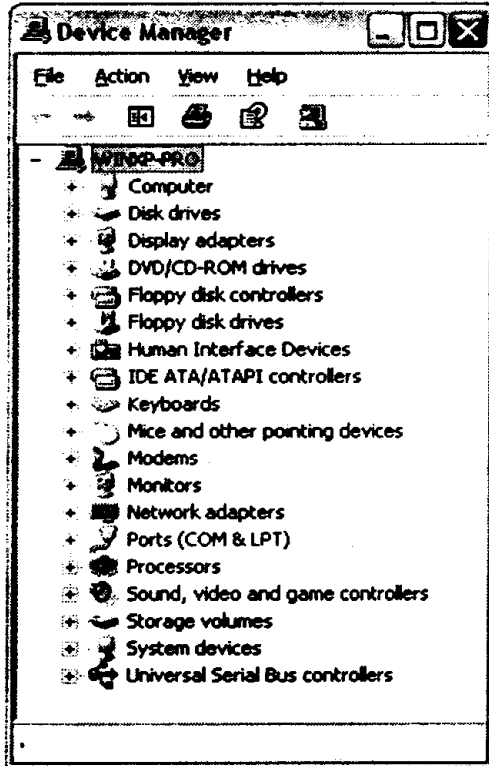 Device Manager
File Action View Help
WINXP-PRO
Computer
Disk drives
Display adapters
DVD/CD-ROM drives
Floppy disk controllers
Floppy disk drives
Human Interface Devices
IDE ATA/ATAPI controllers
Keyboards
Mice and other pointing devices
Modems
Monitors
Network adapters
Ports (COM & LPT)
Processors
Sound, video and game controllers
Storage volumes
System devices
Universal Serial Bus controllers